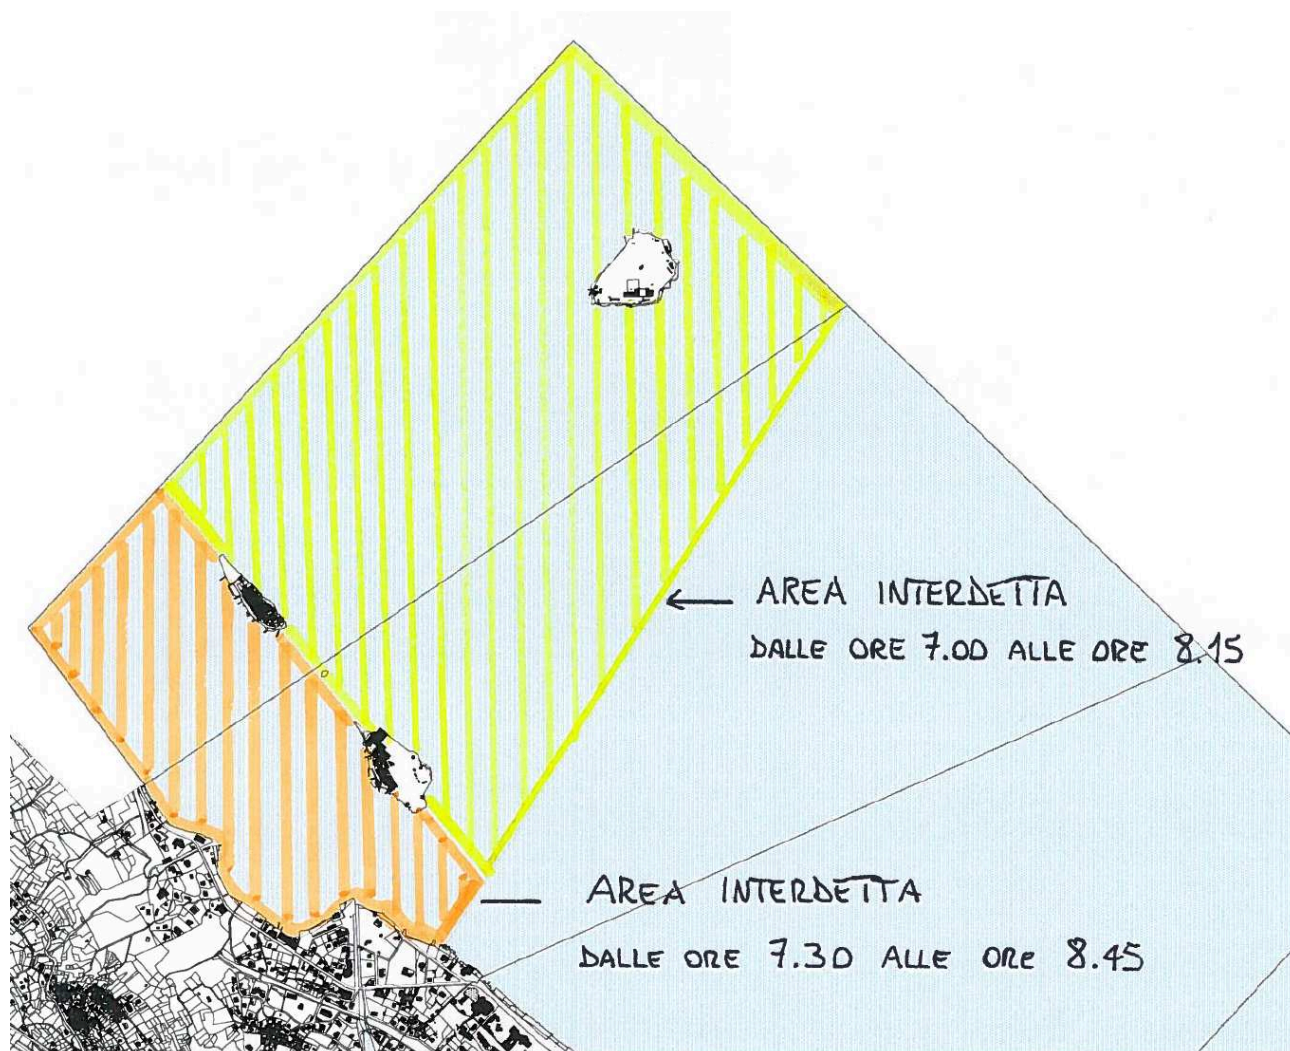 AREA INTERDETTA
DALLE ORE 7.00 ALLE ORE 8.15
AREA INTERDETTA
DALLE ORE 7.30 ALLE ORE 8.45